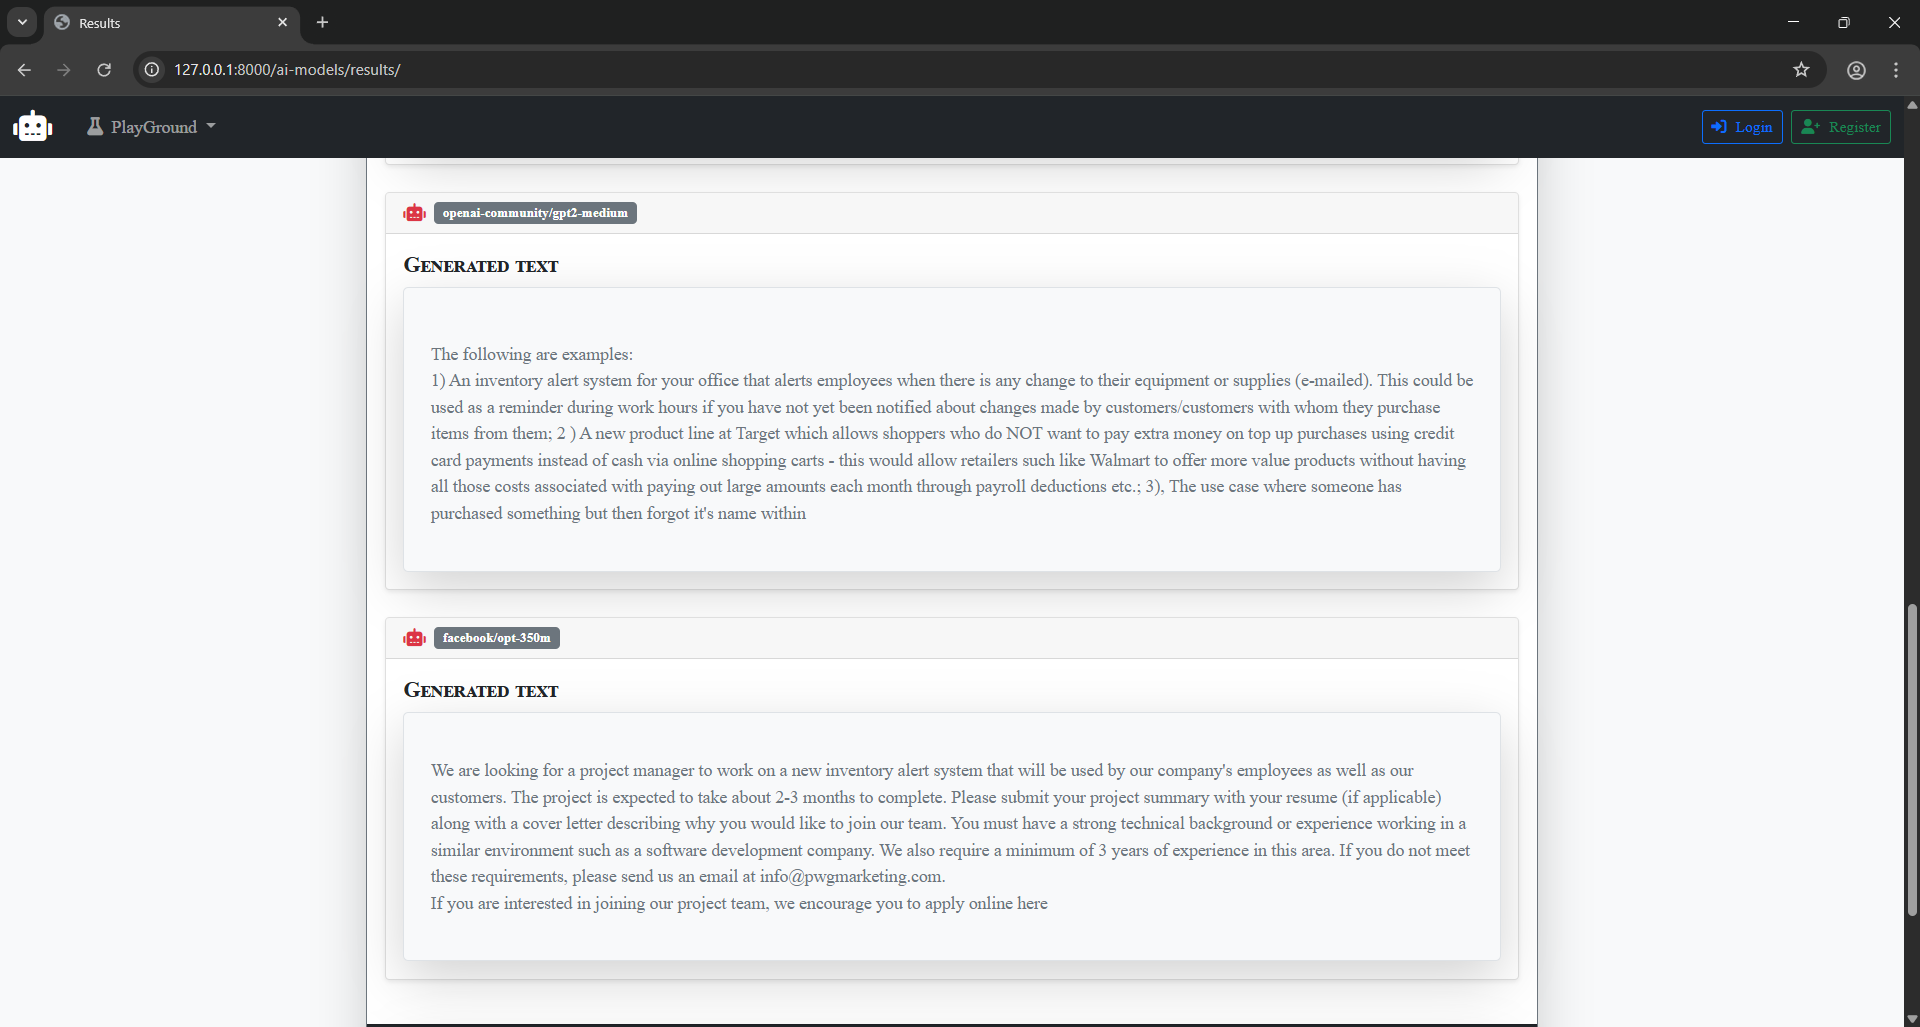 Results
127.0.0.1:8000/ai-models/results/
PlayGround
Login
Register
openai-community/gpt2-medium
Generated text
The following are examples:
1) An inventory alert system for your office that alerts employees when there is any change to their equipment or supplies (e-mailed). This could be
used as a reminder during work hours if you have not yet been notified about changes made by customers/customers with whom they purchase
items from them; 2 ) A new product line at Target which allows shoppers who do NOT want to pay extra money on top up purchases using credit
card payments instead of cash via online shopping carts - this would allow retailers such like Walmart to offer more value products without having
all those costs associated with paying out large amounts each month through payroll deductions etc.; 3), The use case where someone has
purchased something but then forgot it's name within
facebook/opt-350m
Generated text
We are looking for a project manager to work on a new inventory alert system that will be used by our company's employees as well as our
customers. The project is expected to take about 2-3 months to complete. Please submit your project summary with your resume (if applicable)
along with a cover letter describing why you would like to join our team. You must have a strong technical background or experience working in a
similar environment such as a software development company. We also require a minimum of 3 years of experience in this area. If you do not meet
these requirements, please send us an email at info@pwgmarketing.com.
If you are interested in joining our project team, we encourage you to apply online here